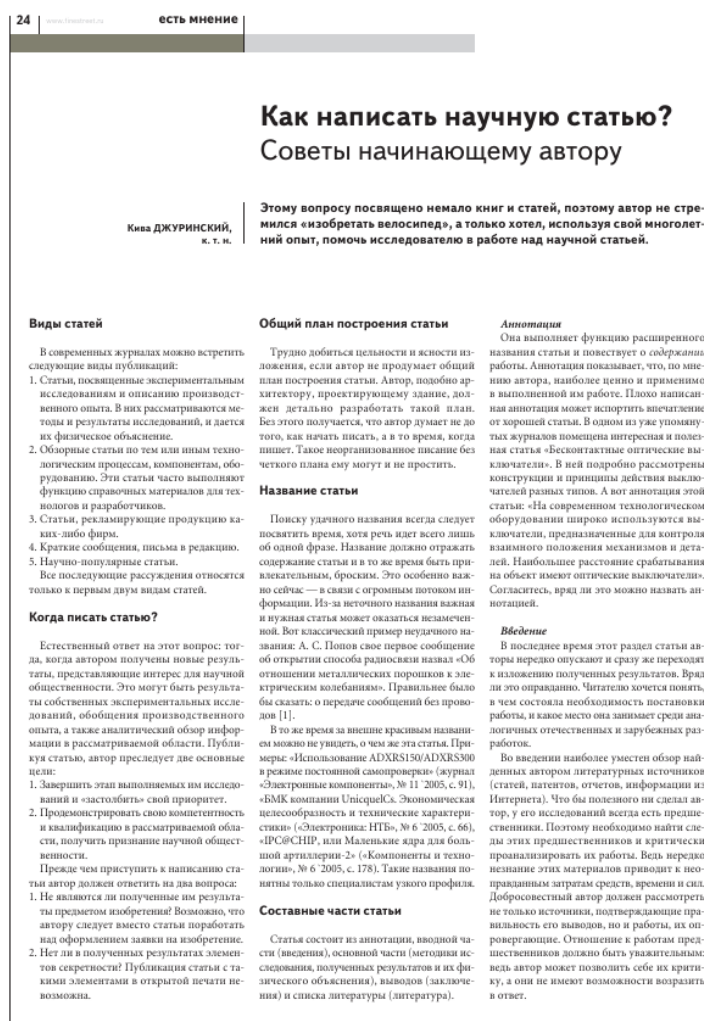 24
www.finestreet.ru
есть мнение
Как написать научную статью?
Советы начинающему автору
Кива ДЖУРИНСКИЙ,
к. т. н.
Этому вопросу посвящено немало книг и статей, поэтому автор не стре-
мился «изобретать велосипед», а только хотел, используя свой многолет-
ний опыт, помочь исследователю в работе над научной статьей.
Виды статей
В современных журналах можно встретить
следующие виды публикаций:
1. Статьи, посвященные экспериментальным
исследованиям и описанию производст-
венного опыта. В них рассматриваются ме-
тоды и результаты исследований, и дается
их физическое объяснение.
2. Обзорные статьи по тем или иным техно-
логическим процессам, компонентам, обо-
рудованию. Эти статьи часто выполняют
функцию справочных материалов для тех-
нологов и разработчиков.
3. Статьи, рекламирующие продукцию ка-
ких-либо фирм.
4. Краткие сообщения, письма в редакцию.
5. Научно-популярные статьи.
Все последующие рассуждения относятся
только к первым двум видам статей.
Когда писать статью?
Естественный ответ на этот вопрос: тог-
да, когда автором получены новые резуль-
таты, представляющие интерес для научной
общественности. Это могут быть результа-
ты собственных экспериментальных иссле-
дований, обобщения производственного
опыта, а также аналитический обзор инфор-
мации в рассматриваемой области. Публи-
куя статью, автор преследует две основные
цели:
1. Завершить этап выполняемых им исследо-
ваний и «застолбить» свой приоритет.
2. Продемонстрировать свою компетентность
и квалификацию в рассматриваемой обла-
сти, получить признание научной общест-
венности.
Прежде чем приступить к написанию ста-
тьи автор должен ответить на два вопроса:
1. Не являются ли полученные им результа-
ты предметом изобретения? Возможно, что
автору следует вместо статьи поработать
над оформлением заявки на изобретение.
2. Нет ли в полученных результатах элемен-
тов секретности? Публикация статьи с та-
кими элементами в открытой печати не-
возможна.
Общий план построения статьи
Трудно добиться цельности и ясности из-
ложения, если автор не продумает общий
план построения статьи. Автор, подобно ар-
хитектору, проектирующему здание, дол-
жен детально разработать такой план.
Без этого получается, что автор думает не до
того, как начать писать, а в то время, когда
пишет. Такое неорганизованное писание без
четкого плана ему могут и не простить.
Название статьи
Поиску удачного названия всегда следует
посвятить время, хотя речь идет всего лишь
об одной фразе. Название должно отражать
содержание статьи и в то же время быть при-
влекательным, броским. Это особенно важ-
но сейчас — в связи с огромным потоком ин-
формации. Из-за неточного названия важная
и нужная статья может оказаться незамечен-
ной. Вот классический пример неудачного на-
звания: А. С. Попов свое первое сообщение
об открытии способа радиосвязи назвал «Об
отношении металлических порошков к эле-
ктрическим колебаниям». Правильнее было
бы сказать: о передаче сообщений без прово-
дов [1].
В то же время за внешне красивым названи-
ем можно не увидеть, о чем же эта статья. При-
меры: «Использование ADXRS150/ADXRS300
в режиме постоянной самопроверки» (журнал
«Электронные компоненты», № 11`2005, с. 91),
«БМК компании UnicquelCs. Экономическая
целесообразность и технические характери-
стики» («Электроника: НТБ», № 6`2005, с. 66),
«IPC@CHIP, или Маленькие ядра для боль-
шой артиллерии-2» («Компоненты и техно-
логии», № 6`2005, с. 178). Такие названия по-
нятны только специалистам узкого профиля.
Составные части статьи
Статья состоит из аннотации, вводной ча-
сти (введения), основной части (методики ис-
следования, полученных результатов и их фи-
зического объяснения), выводов (заключе-
ния) и списка литературы (литература).
Аннотация
Она выполняет функцию расширенного
названия статьи и повествует о содержании
работы. Аннотация показывает, что, по мне-
нию автора, наиболее ценно и применимо
в выполненной им работе. Плохо написан-
ная аннотация может испортить впечатление
от хорошей статьи. В одном из уже упомяну-
тых журналов помещена интересная и полез-
ная статья «Бесконтактные оптические вы-
ключатели». В ней подробно рассмотрены
конструкции и принципы действия выклю-
чателей разных типов. А вот аннотация этой
статьи: «На современном технологическом
оборудовании широко используются вы-
ключатели, предназначенные для контроля
взаимного положения механизмов и дета-
лей. Наибольшее расстояние срабатывания
на объект имеют оптические выключатели».
Согласитесь, вряд ли это можно назвать ан-
нотацией.
Введение
В последнее время этот раздел статьи ав-
торы нередко опускают и сразу же переходят
к изложению полученных результатов. Вряд
ли это оправданно. Читателю хочется понять,
в чем состояла необходимость постановки
работы, и какое место она занимает среди ана-
логичных отечественных и зарубежных раз-
работок.
Во введении наиболее уместен обзор най-
денных автором литературных источников
(статей, патентов, отчетов, информации из
Интернета). Что бы полезного ни сделал ав-
тор, у его исследований всегда есть предше-
ственники. Поэтому необходимо найти сле-
ды этих предшественников и критически
проанализировать их работы. Ведь нередко
незнание этих материалов приводит к нео-
правданным затратам средств, времени и сил.
Добросовестный автор должен рассмотреть
не только источники, подтверждающие пра-
вильность его выводов, но и работы, их оп-
ровергающие. Отношение к работам пред-
шественников должно быть уважительным:
ведь автор может позволить себе их крити-
ку, а они не имеют возможности возразить
в ответ.